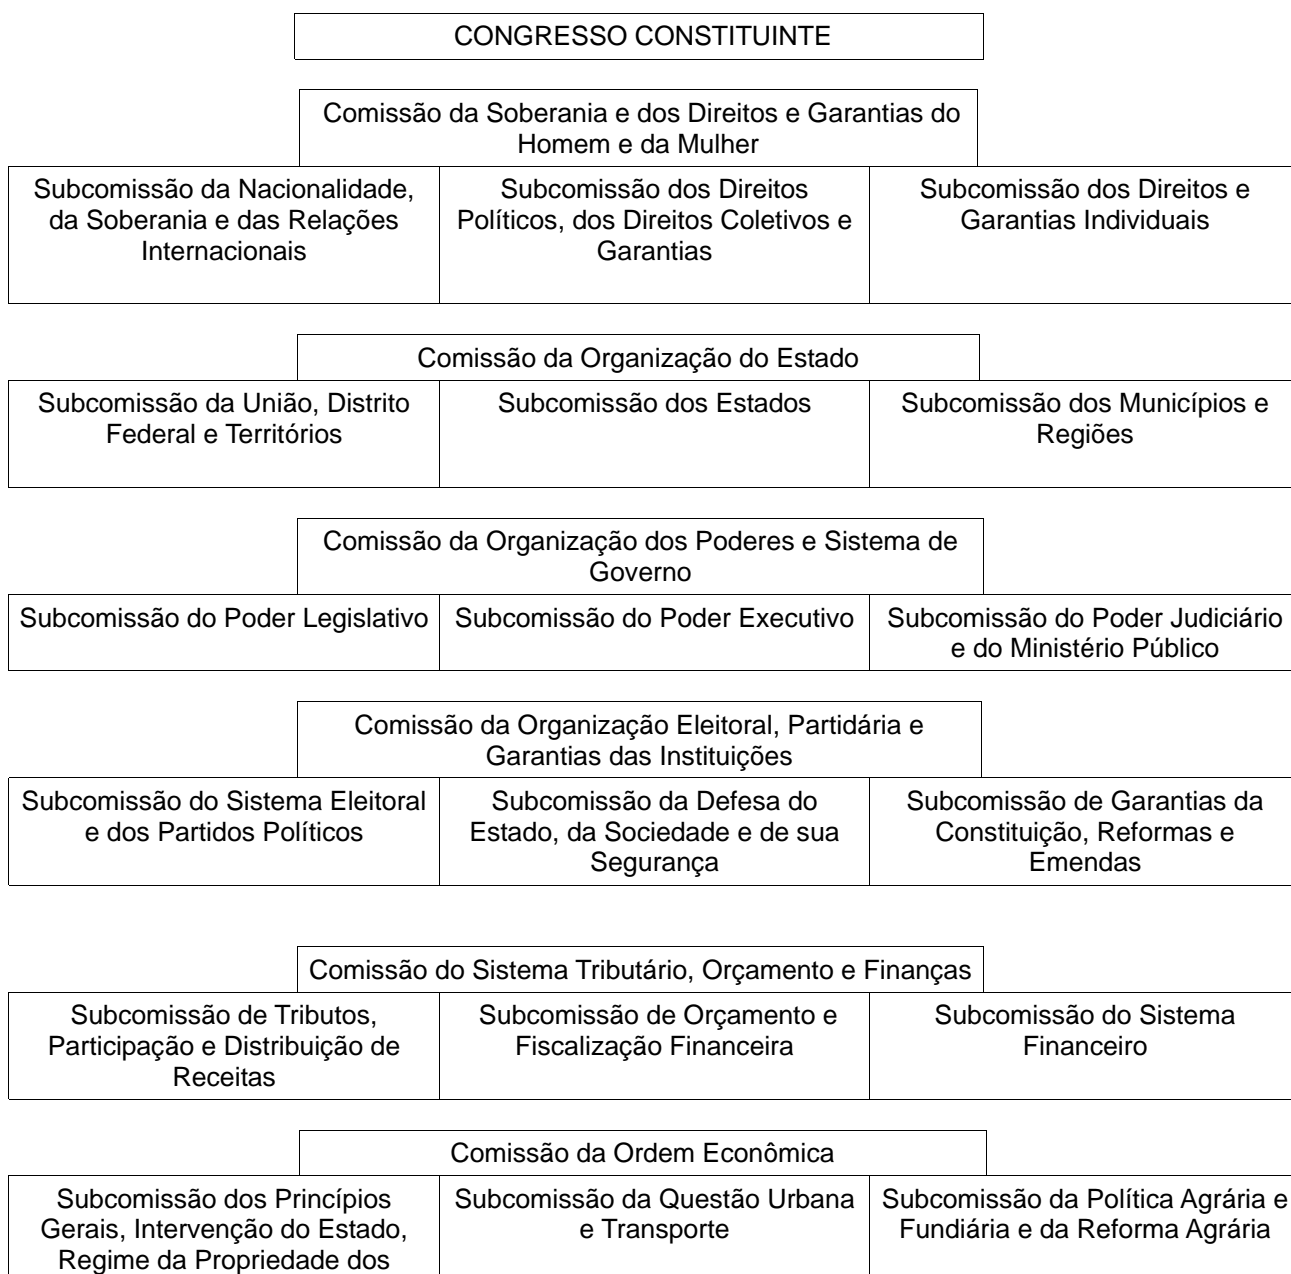 CONGRESSO CONSTITUINTE
Comissão da Soberania e dos Direitos e Garantias do
Homem e da Mulher
Subcomissão da Nacionalidade,
da Soberania e das Relações
Internacionais
Subcomissão dos Direitos
Políticos, dos Direitos Coletivos e
Garantias
Subcomissão dos Direitos e
Garantias Individuais
Comissão da Organização do Estado
Subcomissão da União, Distrito
Federal e Territórios
Subcomissão dos Estados
Subcomissão dos Municípios e
Regiões
Comissão da Organização dos Poderes e Sistema de
Governo
Subcomissão do Poder Legislativo
Subcomissão do Poder Executivo
Subcomissão do Poder Judiciário
e do Ministério Público
Comissão da Organização Eleitoral, Partidária e
Garantias das Instituições
Subcomissão do Sistema Eleitoral
e dos Partidos Políticos
Subcomissão da Defesa do
Estado, da Sociedade e de sua
Segurança
Subcomissão de Garantias da
Constituição, Reformas e
Emendas
Comissão do Sistema Tributário, Orçamento e Finanças
Subcomissão de Tributos,
Participação e Distribuição de
Receitas
Subcomissão de Orçamento e
Fiscalização Financeira
Subcomissão do Sistema
Financeiro
Comissão da Ordem Econômica
Subcomissão dos Princípios
Gerais, Intervenção do Estado,
Regime da Propriedade dos
Subcomissão da Questão Urbana
e Transporte
Subcomissão da Política Agrária e
Fundiária e da Reforma Agrária